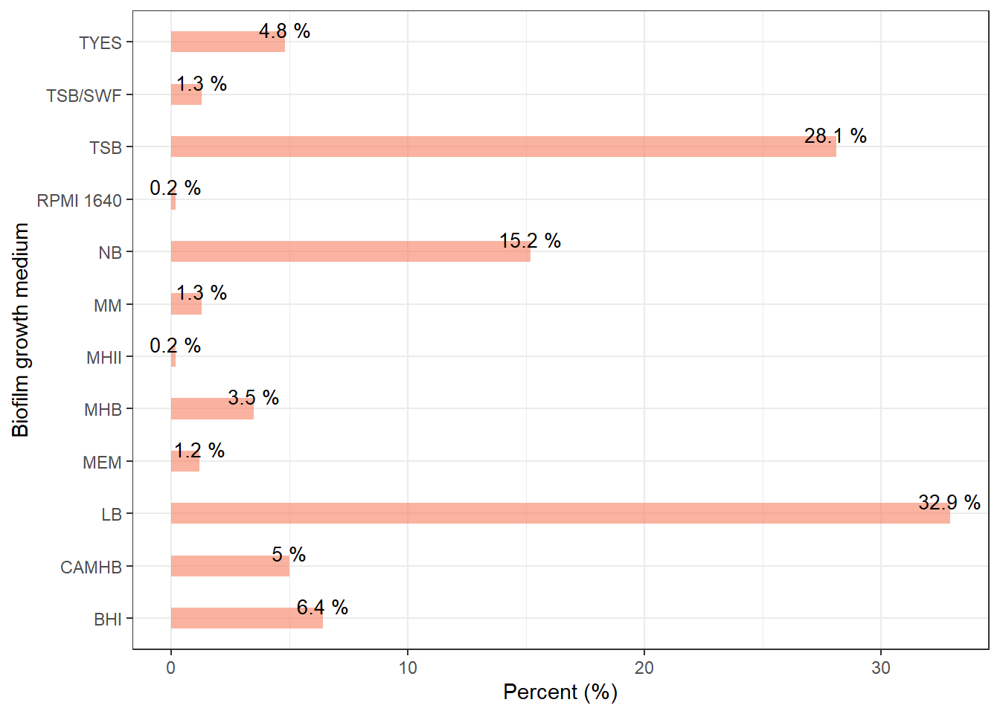 TYES 4.8 %
TSB/SWF 1.3 %
TSB 28.1 %
RPMI 1640 0.2 %
NB 15.2 %
MM 1.3 %
MHII 0.2 %
MHB 3.5 %
MEM 1.2 %
LB 32.9 %
CAMHB 5 %
BHI 6.4 %
0 10 20 30
Percent (%)
Biofilm growth medium